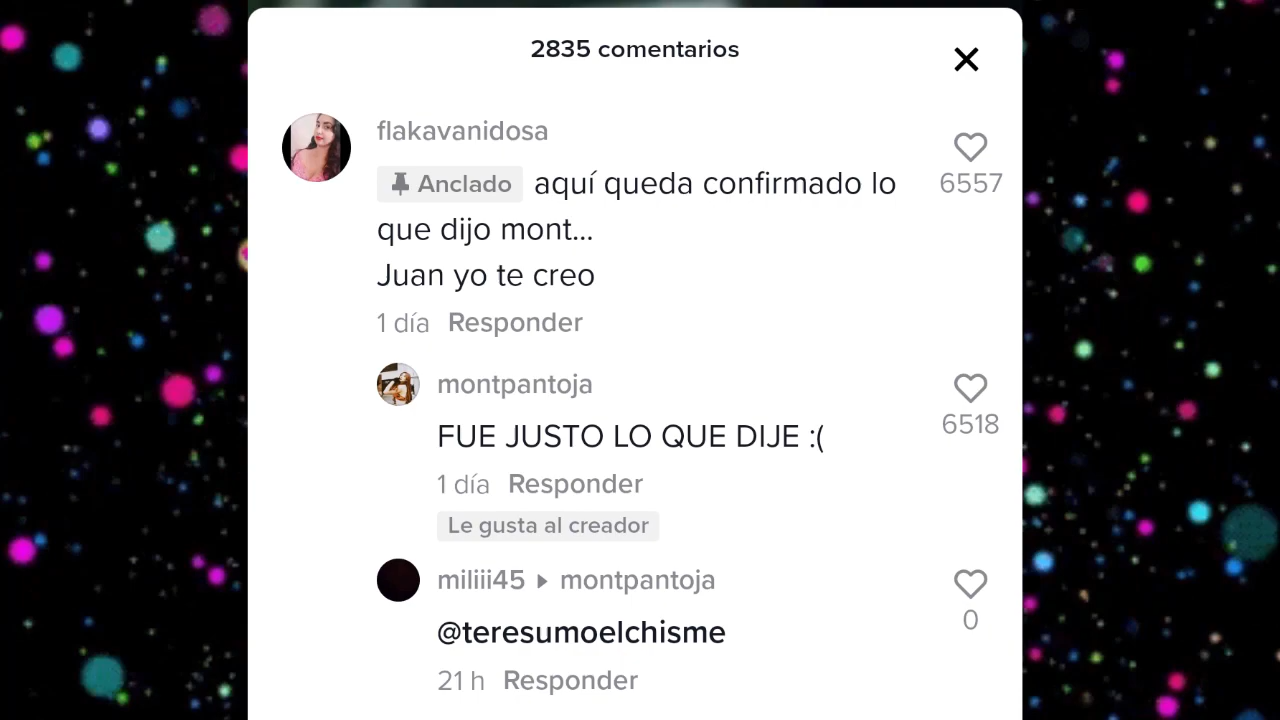 2835 comentarios
flakavanidosa
Anclado aquí queda confirmado lo
que dijo mont...
Juan yo te creo
6557
1 día Responder
montpantoja
FUE JUSTO LO QUE DIJE :(
6518
1 día Responder
Le gusta al creador
miliii45 montpantoja
@teresumoelchisme
0
21 h Responder